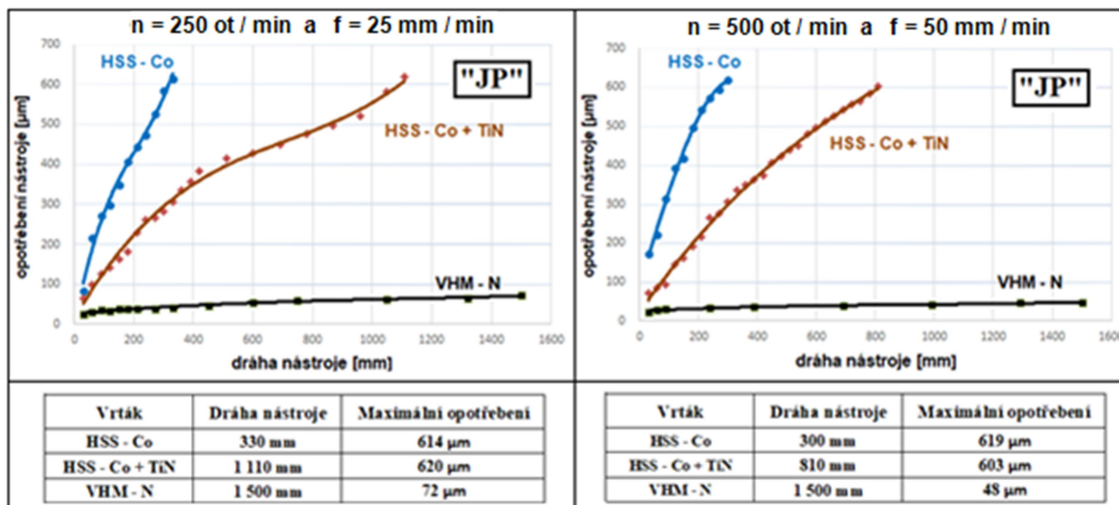 n = 250 ot / min a f = 25 mm / min
700
600
500
400
300
200
100
0
opotřebení nástroje [µm]
HSS - Co
"JP"
HSS - Co + TiN
VHM - N
0 200 400 600 800 1000 1200 1400 1600
dráha nástroje [mm]
n = 500 ot / min a f = 50 mm / min
700
600
500
400
300
200
100
0
opotřebení nástroje [µm]
HSS - Co
"JP"
HSS - Co + TiN
VHM - N
0 200 400 600 800 1000 1200 1400 1600
dráha nástroje [mm]
Vrták Dráha nástroje Maximální opotřebení
HSS - Co 330 mm 614 µm
HSS - Co + TiN 1 110 mm 620 µm
VHM - N 1 500 mm 72 µm
Vrták Dráha nástroje Maximální opotřebení
HSS - Co 300 mm 619 µm
HSS - Co + TiN 810 mm 603 µm
VHM - N 1 500 mm 48 µm